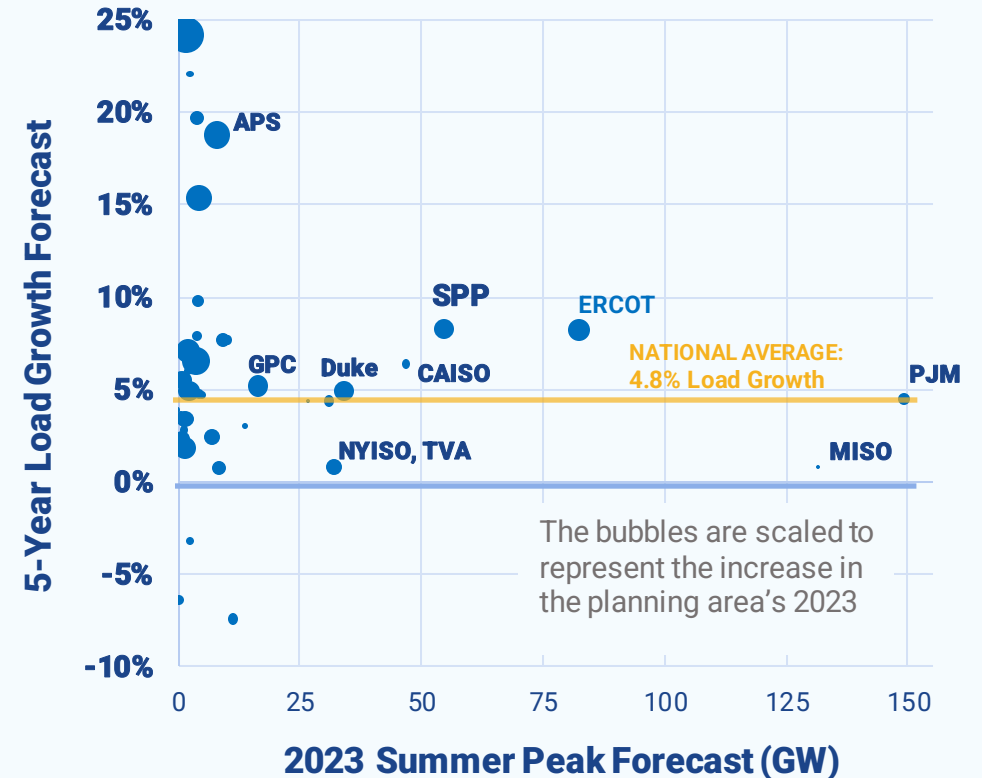 25%
20%
15%
10%
5%
0%
-5%
-10%
5-Year Load Growth Forecast
APS
SPP
ERCOT
NATIONAL AVERAGE:
4.8% Load Growth
GPC
Duke
CAISO
PJM
NYISO, TVA
MISO
The bubbles are scaled to
represent the increase in
the planning area's 2023
0 25 50 75 100 125 150
2023 Summer Peak Forecast (GW)